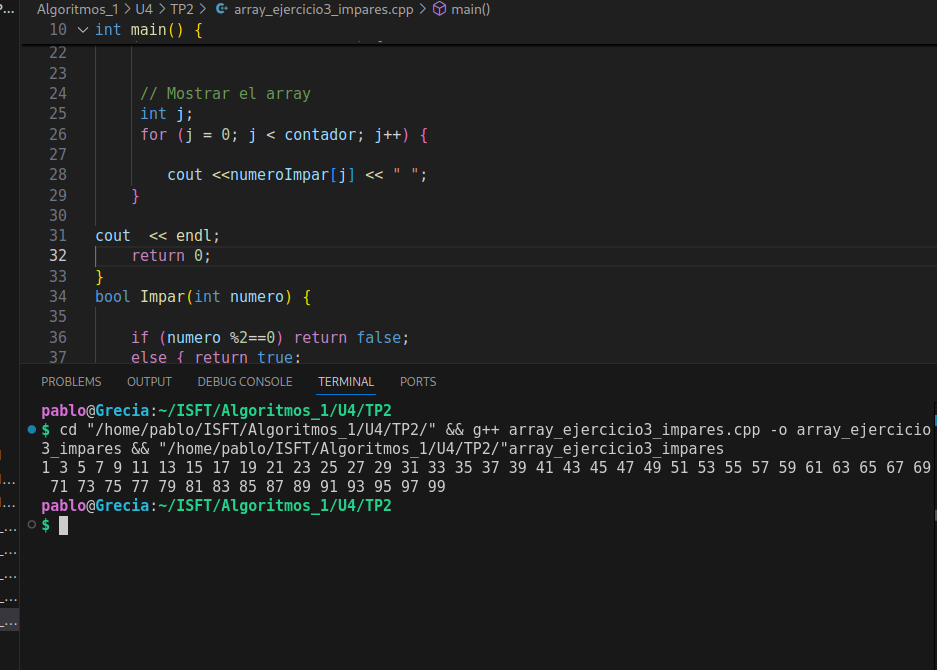 P...
Algoritmos_1 > U4 > TP2 > array_ejercicio3_impares.cpp > main()
10 int main() {
22
23
24 // Mostrar el array
25 int j;
26 for (j = 0; j < contador; j++) {
27
28 cout <<numeroImpar[j] << " ";
29 }
30
31 cout  << endl;
32 return 0;
33 }
34 bool Impar(int numero) {
35
36 if (numero %2==0) return false;
37 else { return true;
PROBLEMS OUTPUT DEBUG CONSOLE TERMINAL PORTS
pablo@Grecia:~/ISFT/Algoritmos_1/U4/TP2
$ cd "/home/pablo/ISFT/Algoritmos_1/U4/TP2/" && g++ array_ejercicio3_impares.cpp -o array_ejercicio
3_impares && "/home/pablo/ISFT/Algoritmos_1/U4/TP2/"array_ejercicio3_impares
1 3 5 7 9 11 13 15 17 19 21 23 25 27 29 31 33 35 37 39 41 43 45 47 49 51 53 55 57 59 61 63 65 67 69
71 73 75 77 79 81 83 85 87 89 91 93 95 97 99
pablo@Grecia:~/ISFT/Algoritmos_1/U4/TP2
$